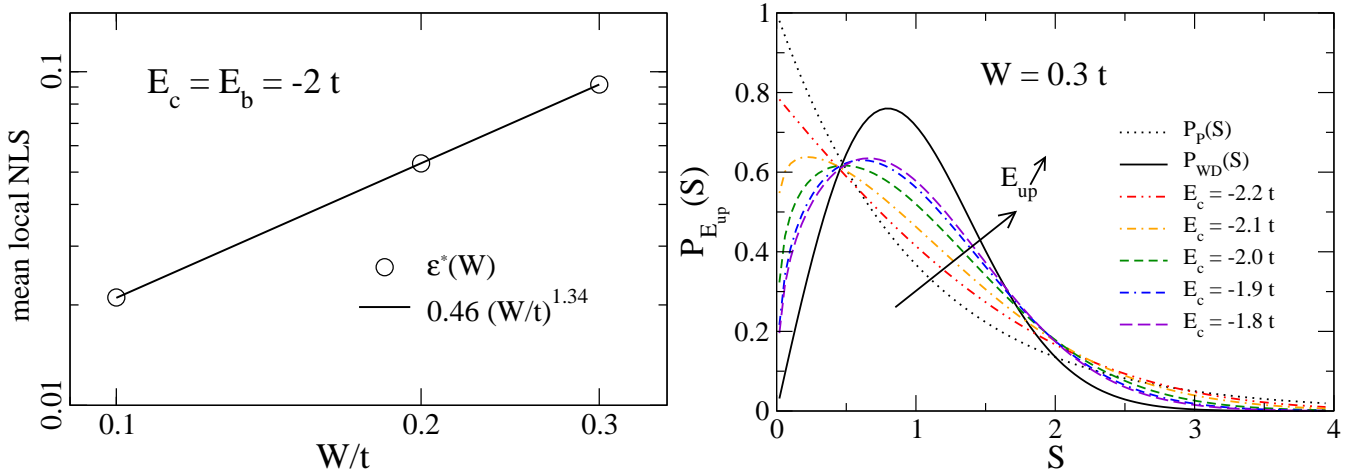 E_c = E_b = -2 t
mean local NLS
0.1
0.01
ε*(W)
0.46 (W/t)^1.34
0.1 0.2 0.3
W/t
W = 0.3 t
P_{E_up}(S)
1
0.8
0.6
0.4
0.2
0
E_up
P_P(S)
P_WD(S)
E_c = -2.2 t
E_c = -2.1 t
E_c = -2.0 t
E_c = -1.9 t
E_c = -1.8 t
0 1 2 3 4
S